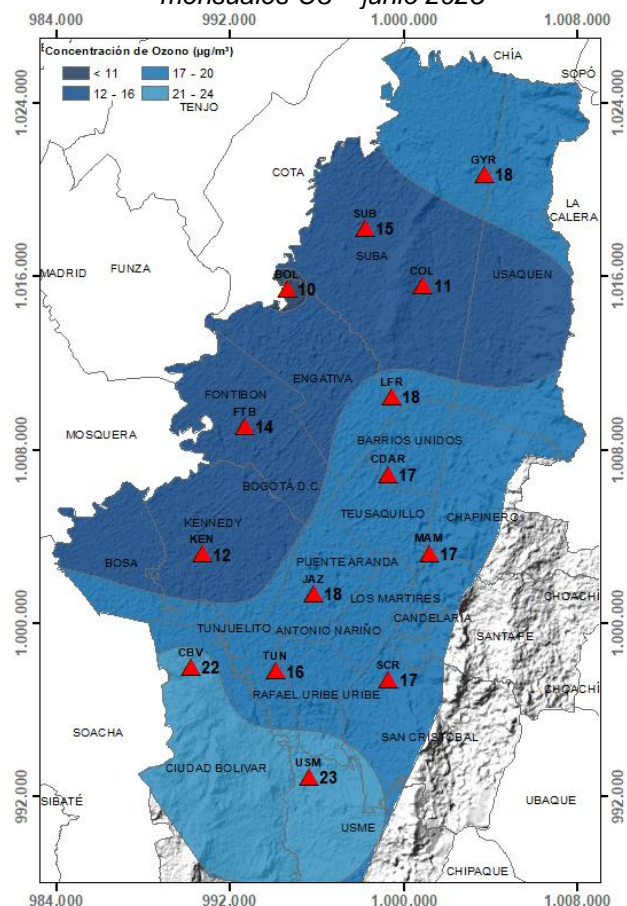 mensuales O3 – junio 2023
984.000 992.000 1.000.000 1.008.000
Concentración de Ozono (µg/m³)
< 11 17 - 20
12 - 16 21 - 24
TENJO
CHÍA
SOPÓ
1.024.000 1.024.000
GYR
18
COTA
LA
CALERA
SUB
15
SUBA
USAQUEN
MADRID
FUNZA
BOL
10
COL
11
1.016.000 1.016.000
ENGATIVA
LFR
18
FONTIBON
FTB
14
MOSQUERA
BARRIOS UNIDOS
1.008.000 1.008.000
CDAR
17
BOGOTÁ D.C.
TEUSAQUILLO
CHAPINERO
KENNEDY
KEN
12
MAM
17
BOSA
PUENTE ARANDA
JAZ
18
LOS MARTIRES
CHOACHÍ
CANDELARIA
1.000.000 1.000.000
TUNJUELITO
ANTONIO NARIÑO
SANTA FE
CBV
22
TUN
16
SCR
17
CHOACHÍ
RAFAEL URIBE URIBE
SOACHA
SAN CRISTOBAL
CIUDAD BOLIVAR
USM
23
992.000 992.000
SIBATÉ
UBAQUE
USME
CHIPAQUE
984.000 992.000 1.000.000 1.008.000